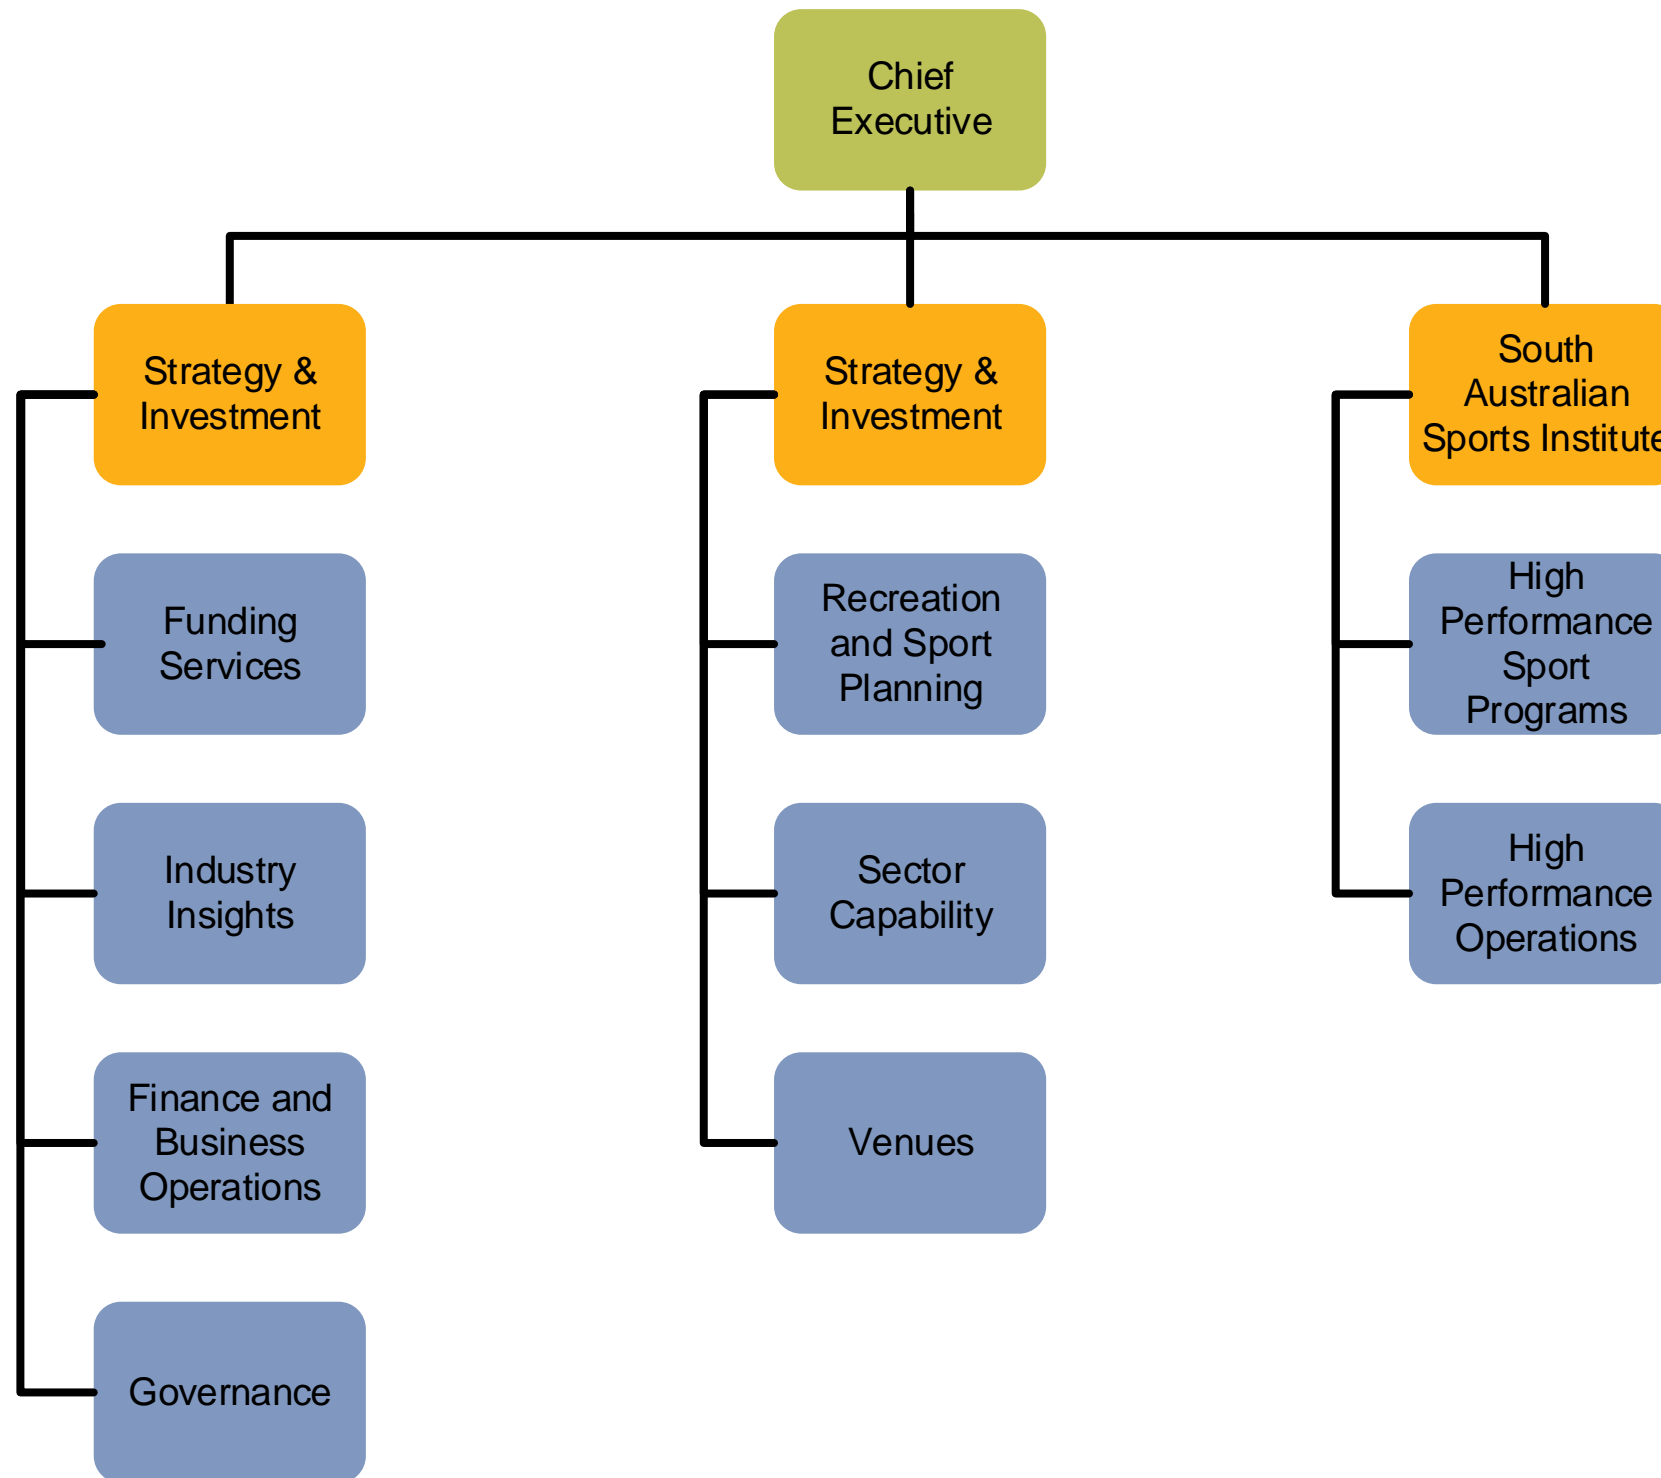 Chief
Executive
Strategy &
Investment
Funding
Services
Industry
Insights
Finance and
Business
Operations
Governance
Strategy &
Investment
Recreation
and Sport
Planning
Sector
Capability
Venues
South
Australian
Sports Institute
High
Performance
Sport
Programs
High
Performance
Operations